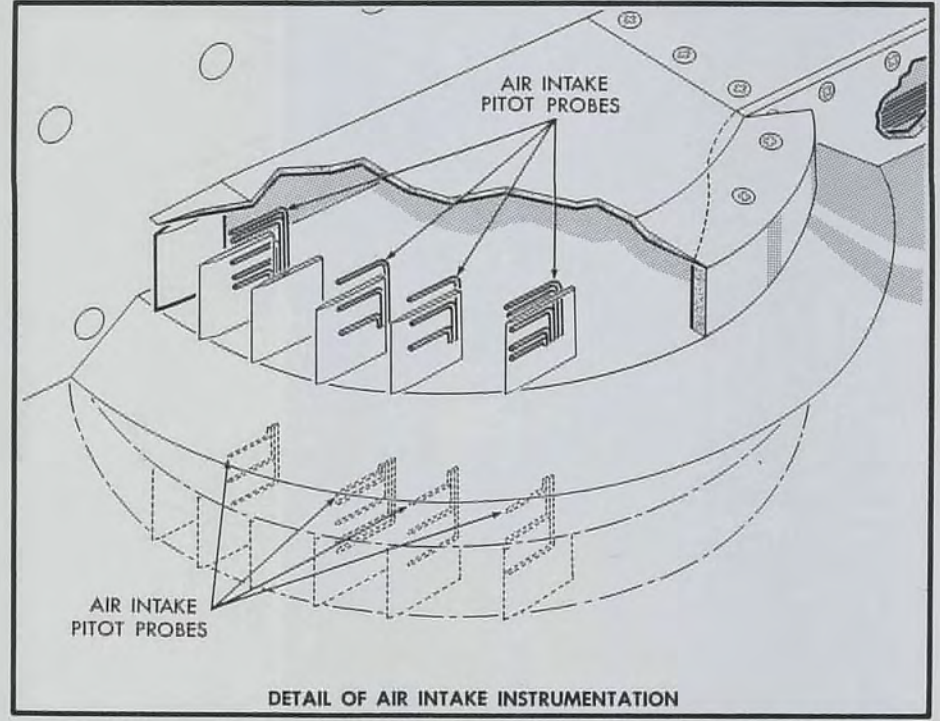 AIR INTAKE
PITOT PROBES
AIR INTAKE
PITOT PROBES
DETAIL OF AIR INTAKE INSTRUMENTATION